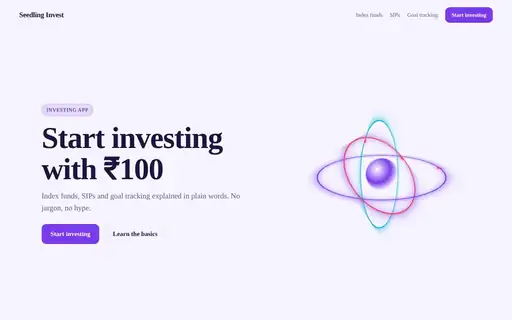 Seedling Invest
Index funds SIPs Goal tracking Start investing
INVESTING APP
Start investing
with ₹100
Index funds, SIPs and goal tracking explained in plain words. No
jargon, no hype.
Start investing Learn the basics